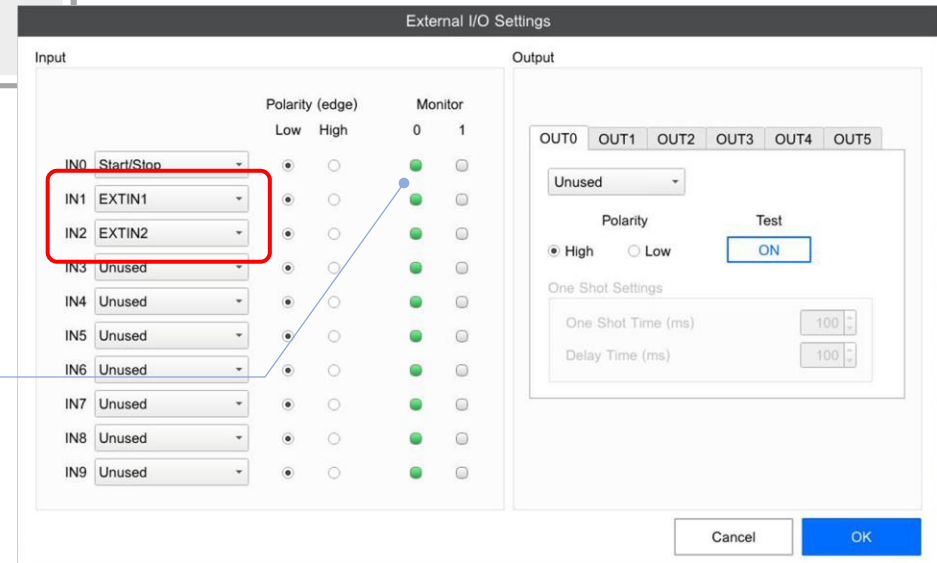 External I/O Settings
Input
Polarity (edge) Monitor
Low High 0 1
IN0 Start/Stop
IN1 EXTIN1
IN2 EXTIN2
IN3 Unused
IN4 Unused
IN5 Unused
IN6 Unused
IN7 Unused
IN8 Unused
IN9 Unused
Output
OUT0 OUT1 OUT2 OUT3 OUT4 OUT5
Unused
Polarity Test
High Low ON
One Shot Settings
One Shot Time (ms) 100
Delay Time (ms) 100
Cancel OK